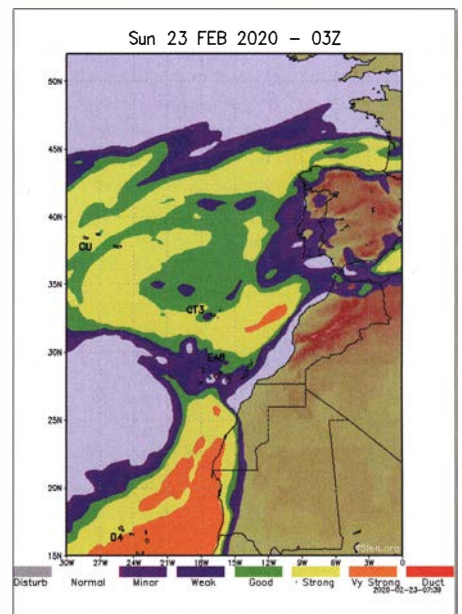 Sun 23 FEB 2020 - 03Z
50N
45N
40N
CU
35N
CT3
30N
EA8
25N
20N
D4
15N
30W 27W 24W 21W 18W 15W 12W 9W 6W 3W 0
Disturb Normal Minor Weak Good Strong Vy Strong Duct
2020-02-23-07:39